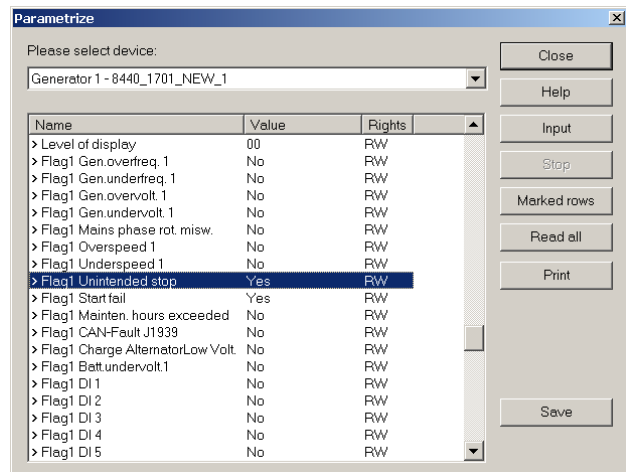 Parametrize
Please select device:
Generator 1 - 8440_1701_NEW_1
Name Value Rights
> Level of display 00 RW
> Flag1 Gen.overfreq. 1 No RW
> Flag1 Gen.underfreq. 1 No RW
> Flag1 Gen.overvolt. 1 No RW
> Flag1 Gen.undervolt. 1 No RW
> Flag1 Mains phase rot. misw. No RW
> Flag1 Overspeed 1 No RW
> Flag1 Underspeed 1 No RW
> Flag1 Unintended stop Yes RW
> Flag1 Start fail Yes RW
> Flag1 Mainten. hours exceeded No RW
> Flag1 CAN-Fault J1939 No RW
> Flag1 Charge AlternatorLow Volt. No RW
> Flag1 Batt.undervolt.1 No RW
> Flag1 DI 1 No RW
> Flag1 DI 2 No RW
> Flag1 DI 3 No RW
> Flag1 DI 4 No RW
> Flag1 DI 5 No RW
Close
Help
Input
Stop
Marked rows
Read all
Print
Save